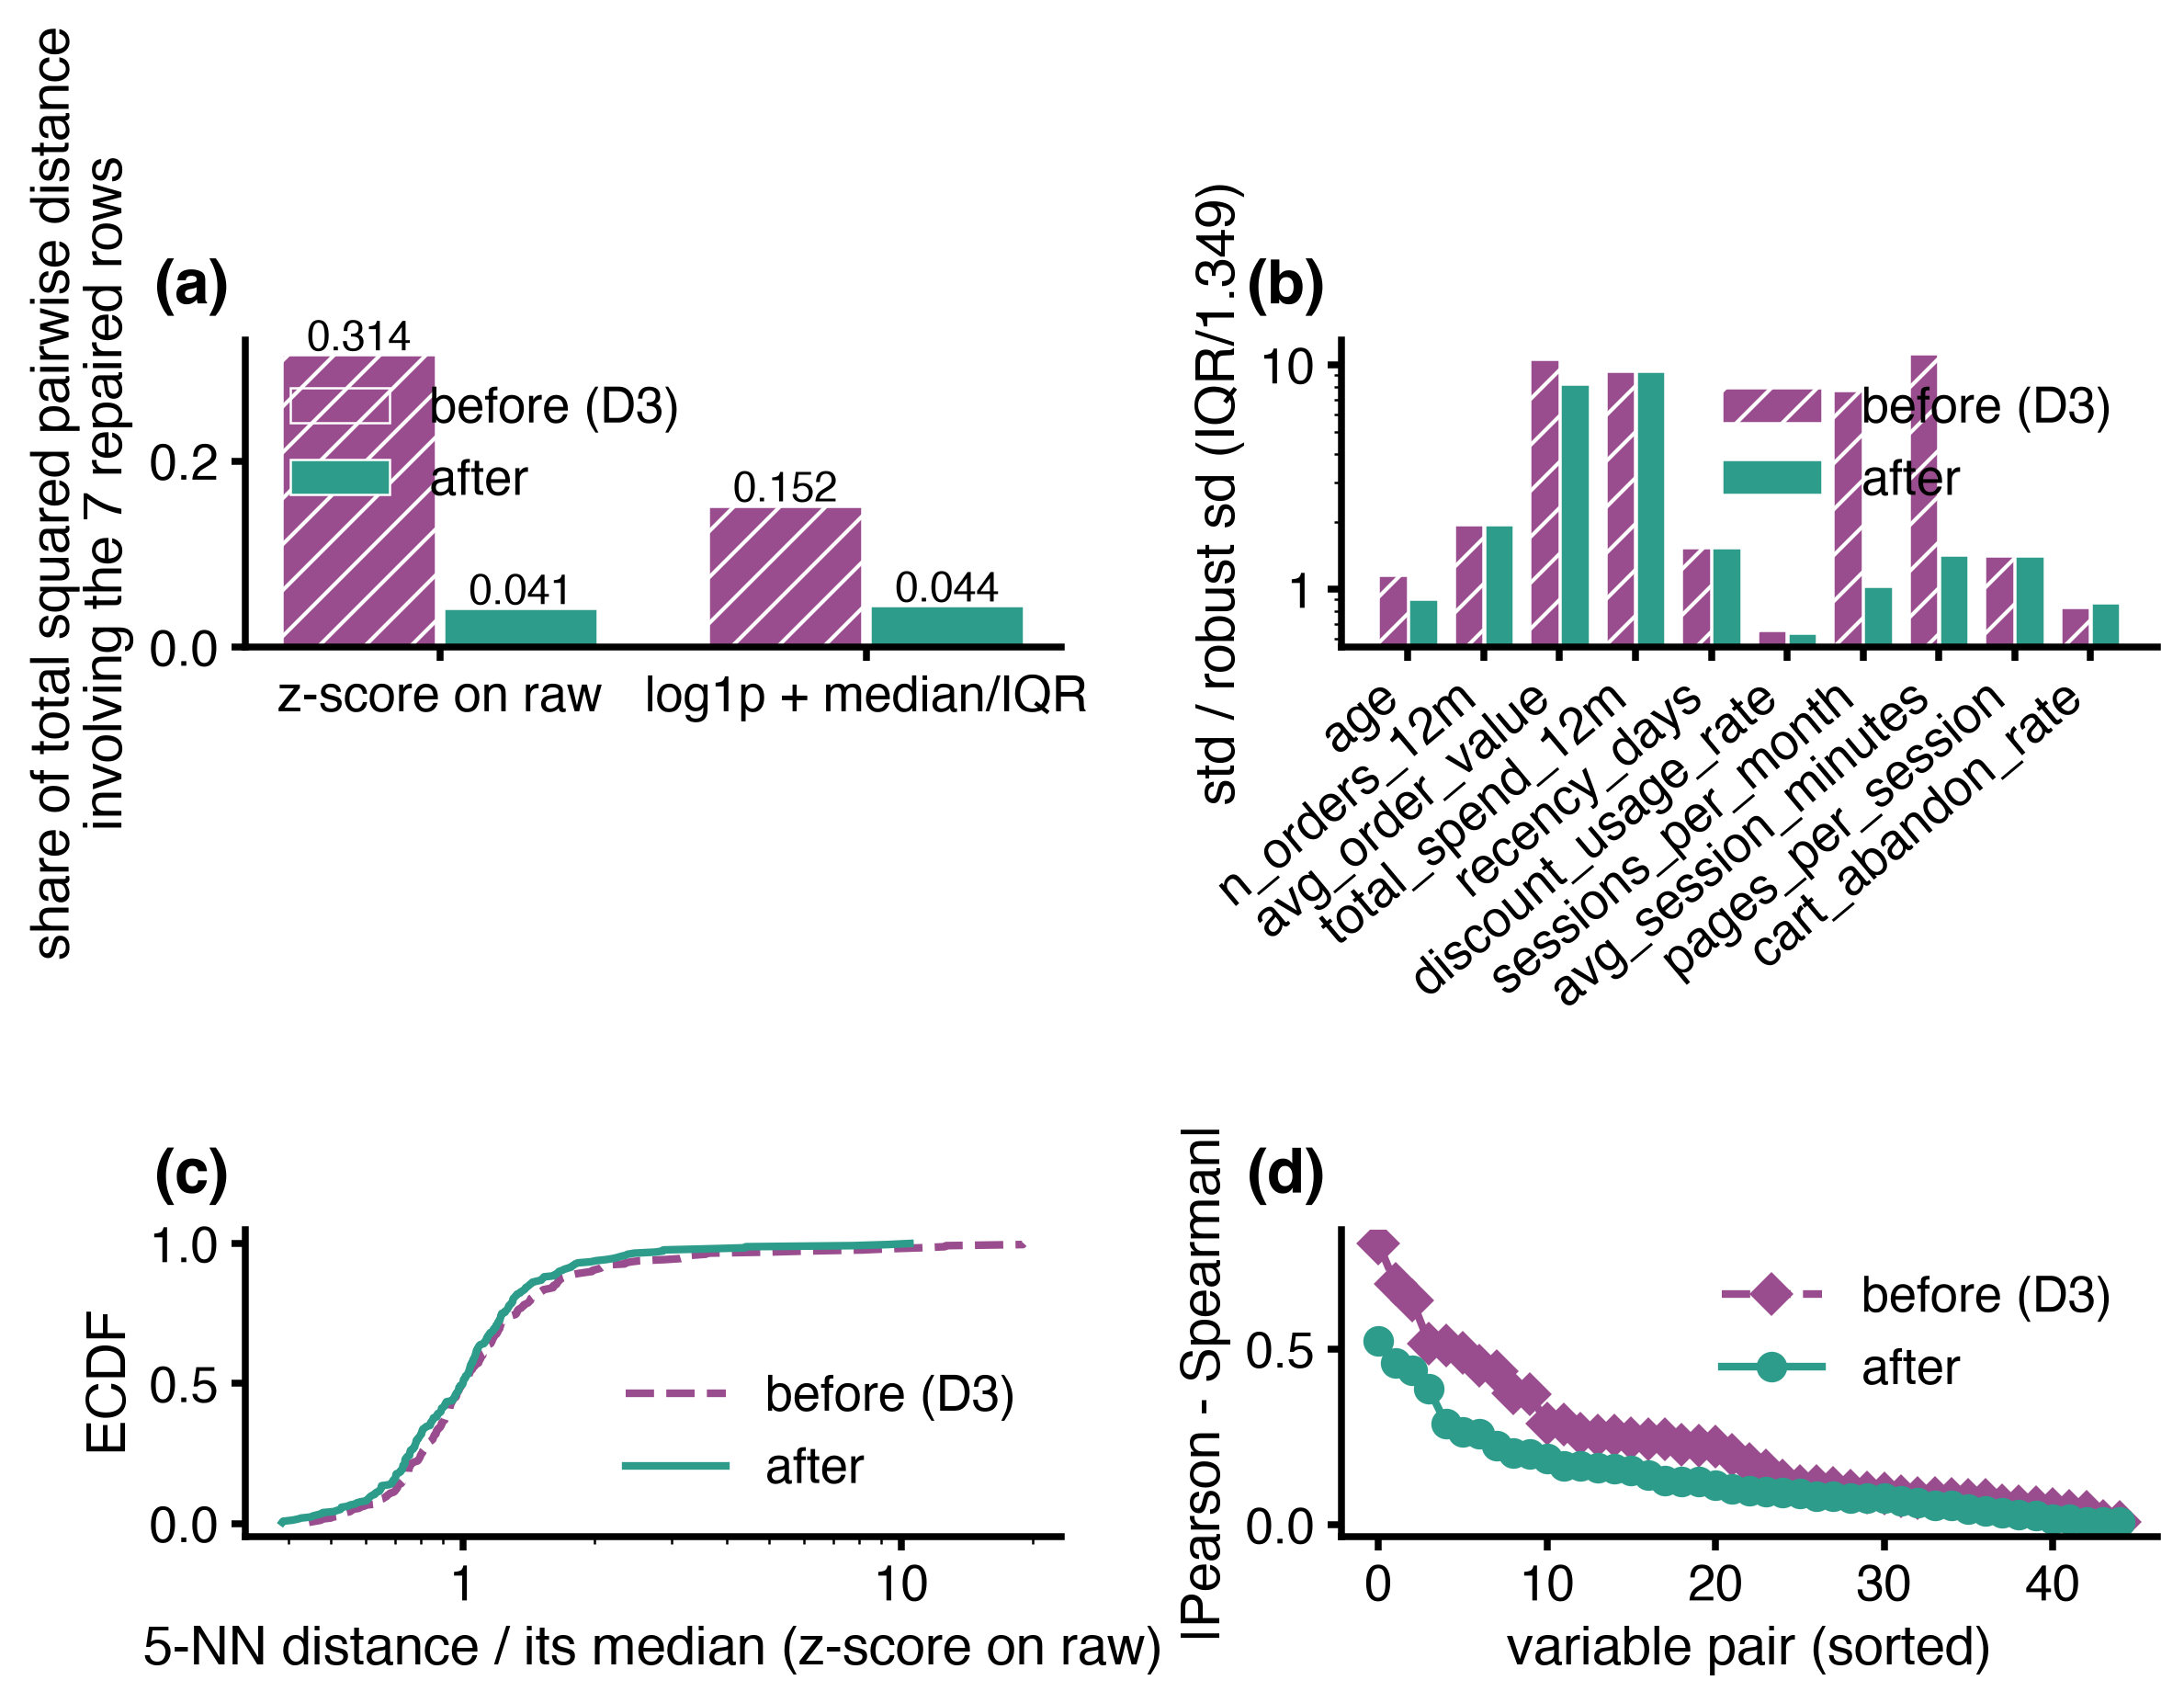 share of total squared pairwise distance
involving the 7 repaired rows
(a)
0.2
0.0
0.314
0.041
0.152
0.044
before (D3)
after
z-score on raw
log1p + median/IQR
std / robust sd (IQR/1.349)
(b)
10
1
before (D3)
after
age
n_orders_12m
avg_order_value
total_spend_12m
recency_days
discount_usage_rate
sessions_per_month
avg_session_minutes
pages_per_session
cart_abandon_rate
(c)
ECDF
1.0
0.5
0.0
before (D3)
after
1
10
5-NN distance / its median (z-score on raw)
(d)
|Pearson - Spearman|
0.5
0.0
before (D3)
after
0
10
20
30
40
variable pair (sorted)